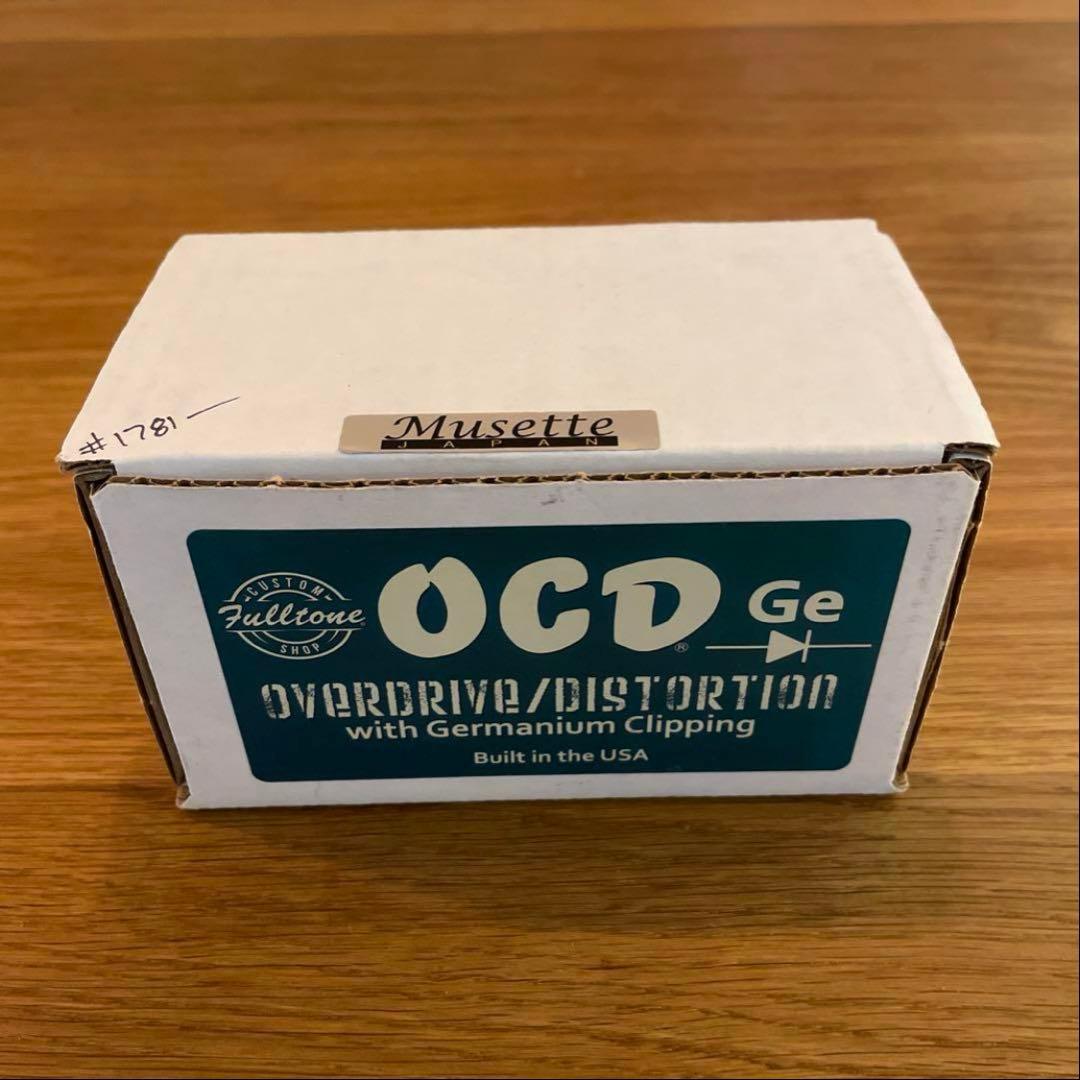 #1781
Musette
JAPAN
CUSTOM
Fulltone®
SHOP
OCD®
Ge
OVERDRIVE/DISTORTION
with Germanium Clipping
Built in the USA